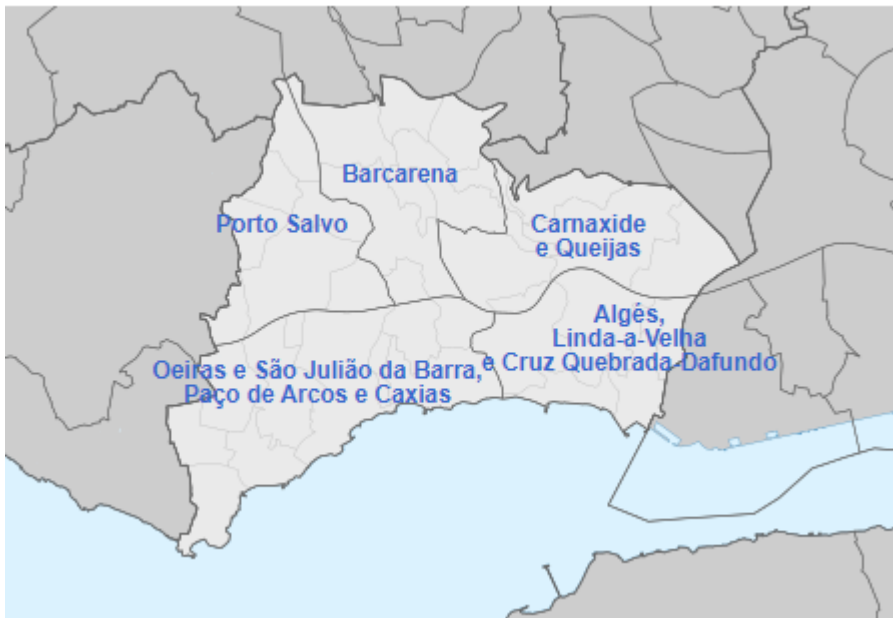 Barcarena
Porto Salvo
Carnaxide
e Queijas
Algés,
Linda-a-Velha
e Cruz Quebrada-Dafundo
Oeiras e São Julião da Barra,
Paço de Arcos e Caxias